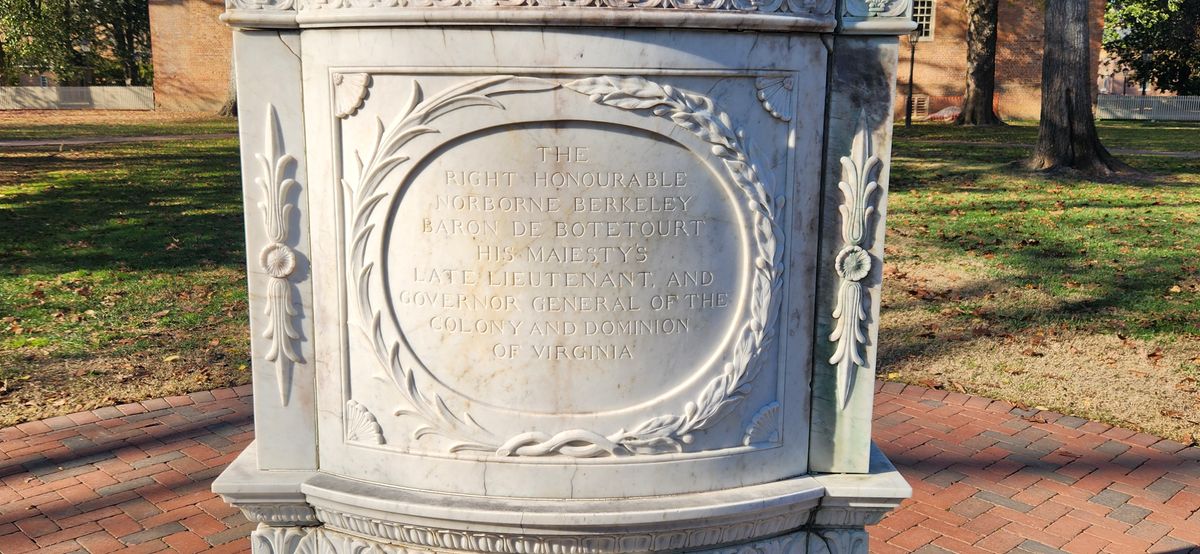 THE
RIGHT HONOURABLE
NORBORNE BERKELEY
BARON DE BOTETOURT
HIS MAJESTY'S
LATE LIEUTENANT, AND
GOVERNOR GENERAL OF THE
COLONY AND DOMINION
OF VIRGINIA